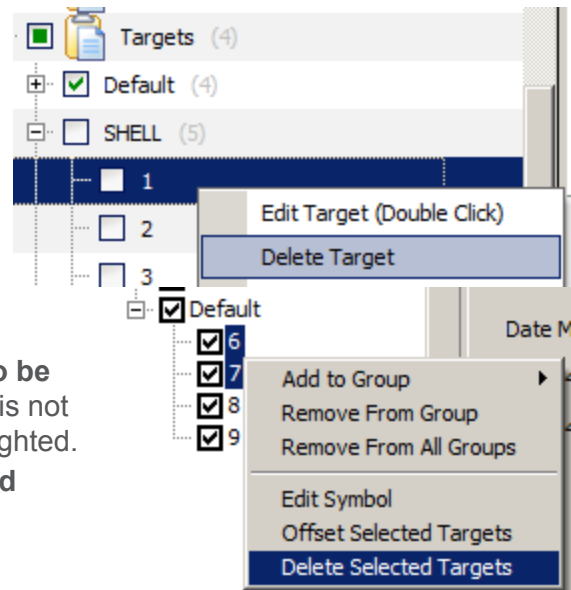 Targets (4)
Default (4)
SHELL (5)
1
Edit Target (Double Click)
2
Delete Target
3
Default
6
Date M
7
Add to Group
8
Remove From Group
9
Remove From All Groups
Edit Symbol
Offset Selected Targets
Delete Selected Targets
o be
is not
ghted.
d